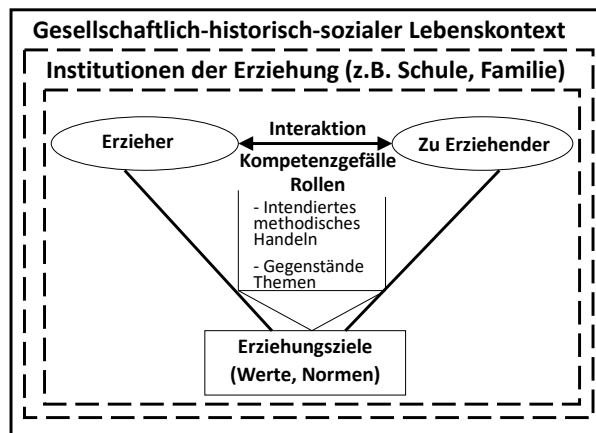 Gesellschaftlich-historisch-sozialer Lebenskontext
Institutionen der Erziehung (z.B. Schule, Familie)
Erzieher
Interaktion
Zu Erziehender
Kompetenzgefälle
Rollen
- Intendiertes
methodisches
Handeln
- Gegenstände
Themen
Erziehungsziele
(Werte, Normen)